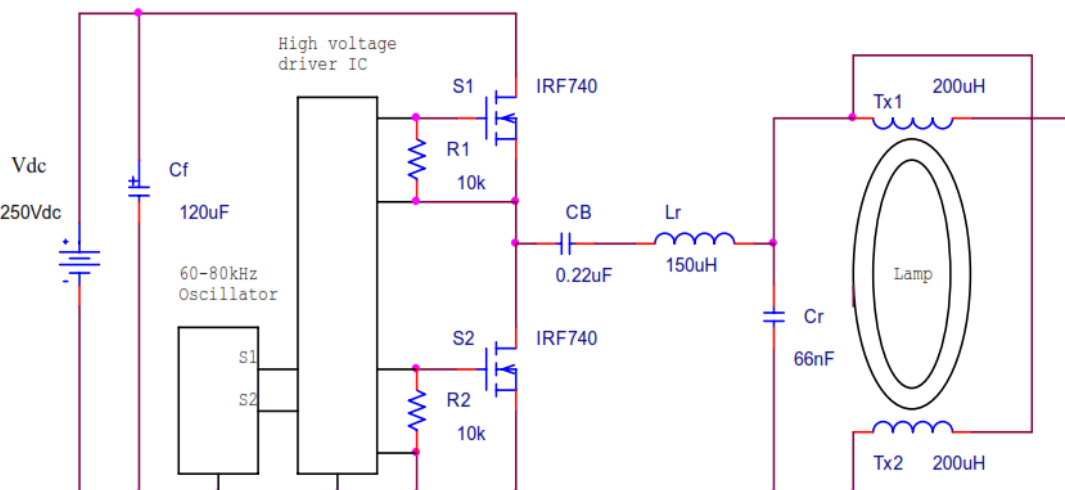 High voltage
driver IC
S1
IRF740
Tx1
200uH
R1
10k
Vdc
250Vdc
Cf
120uF
CB
0.22uF
Lr
150uH
60-80kHz
Oscillator
S1
S2
S2
IRF740
R2
10k
Lamp
Cr
66nF
Tx2
200uH